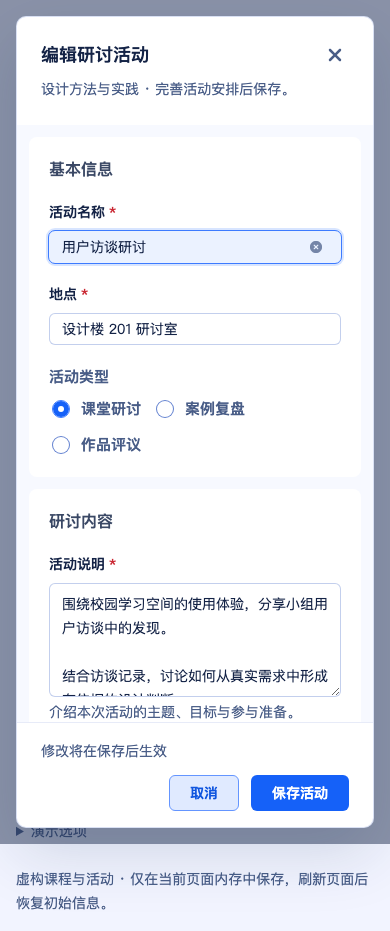 编辑研讨活动
设计方法与实践 · 完善活动安排后保存。
基本信息
活动名称 *
用户访谈研讨
地点 *
设计楼 201 研讨室
活动类型
课堂研讨
案例复盘
作品评议
研讨内容
活动说明 *
围绕校园学习空间的使用体验，分享小组用
户访谈中的发现。
结合访谈记录，讨论如何从真实需求中形成
介绍本次活动的主题、目标与参与准备。
修改将在保存后生效
取消
保存活动
演示选项
虚构课程与活动 · 仅在当前页面内存中保存，刷新页面后
恢复初始信息。